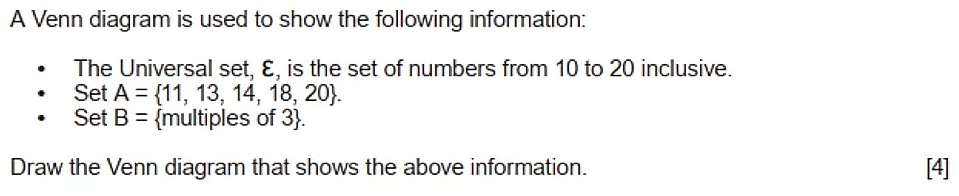 A Venn diagram is used to show the following information:
• The Universal set, Ɛ, is the set of numbers from 10 to 20 inclusive.
• Set A = {11, 13, 14, 18, 20}.
• Set B = {multiples of 3}.
Draw the Venn diagram that shows the above information. [4]